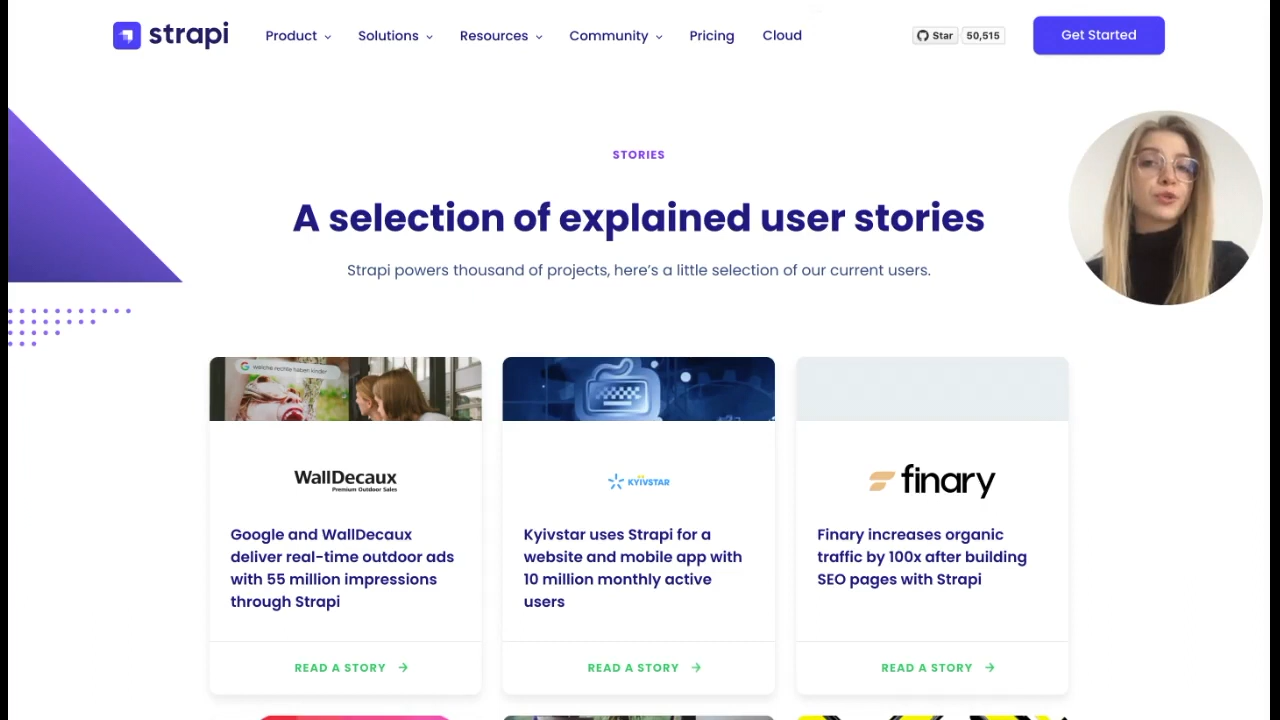 strapi
Product
Solutions
Resources
Community
Pricing
Cloud
Star
50,515
Get Started
STORIES
A selection of explained user stories
Strapi powers thousand of projects, here's a little selection of our current users.
welche rechte haben kinder
WallDecaux
Premium Outdoor Sales
Google and WallDecaux
deliver real-time outdoor ads
with 55 million impressions
through Strapi
READ A STORY
KYIVSTAR
Kyivstar uses Strapi for a
website and mobile app with
10 million monthly active
users
READ A STORY
finary
Finary increases organic
traffic by 100x after building
SEO pages with Strapi
READ A STORY